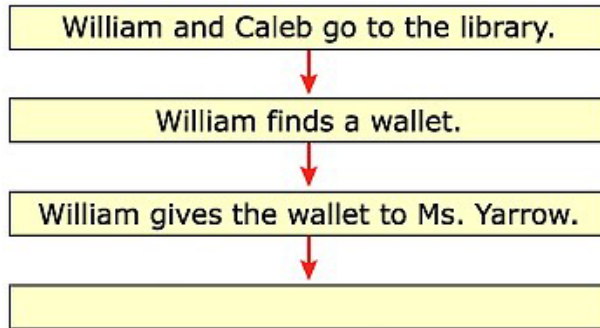 William and Caleb go to the library.
William finds a wallet.
William gives the wallet to Ms. Yarrow.